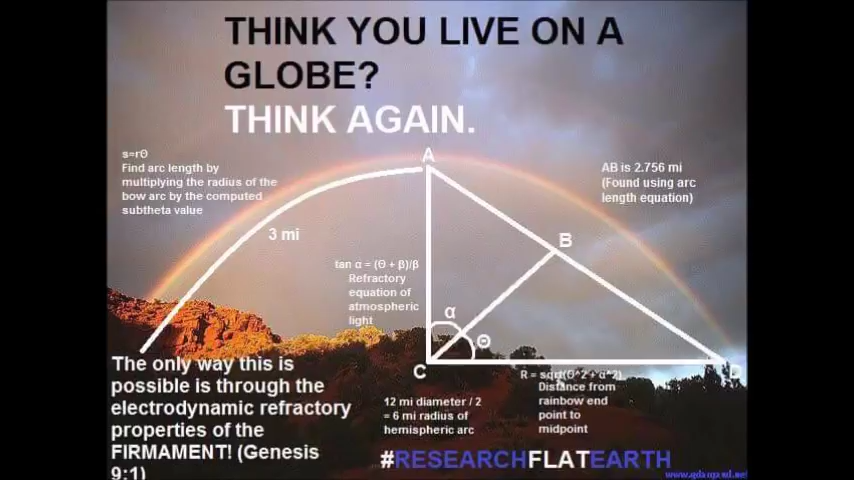 THINK YOU LIVE ON A
GLOBE?
THINK AGAIN.
s=rΘ
Find arc length by
multiplying the radius of the
bow arc by the computed
subtheta value
A
AB is 2.756 mi
(Found using arc
length equation)
3 mi
B
tan α = (Θ + β)/β
Refractory
equation of
atmospheric
light
α
Θ
C
D
The only way this is
possible is through the
electrodynamic refractory
properties of the
FIRMAMENT! (Genesis
9:1)
12 mi diameter / 2
= 6 mi radius of
hemispheric arc
R = sqrt(Θ^2 + α^2)
Distance from
rainbow end
point to
midpoint
#RESEARCHFLATEARTH